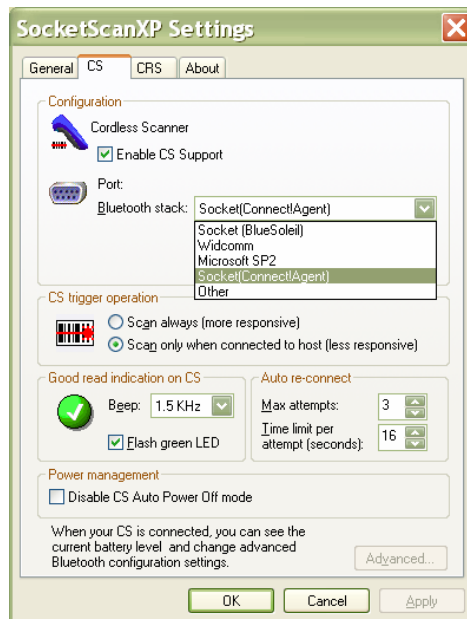 SocketScanXP Settings
General CS CRS About
Configuration
Cordless Scanner
Enable CS Support
Port:
Bluetooth stack: Socket(Connect!Agent)
Socket (BlueSoleil)
Widcomm
Microsoft SP2
Socket(Connect!Agent)
Other
CS trigger operation
Scan always (more responsive)
Scan only when connected to host (less responsive)
Good read indication on CS
Beep: 1.5 KHz
Flash green LED
Auto re-connect
Max attempts: 3
Time limit per
attempt (seconds): 16
Power management
Disable CS Auto Power Off mode
When your CS is connected, you can see the
current battery level and change advanced
Bluetooth configuration settings.
Advanced...
OK Cancel Apply